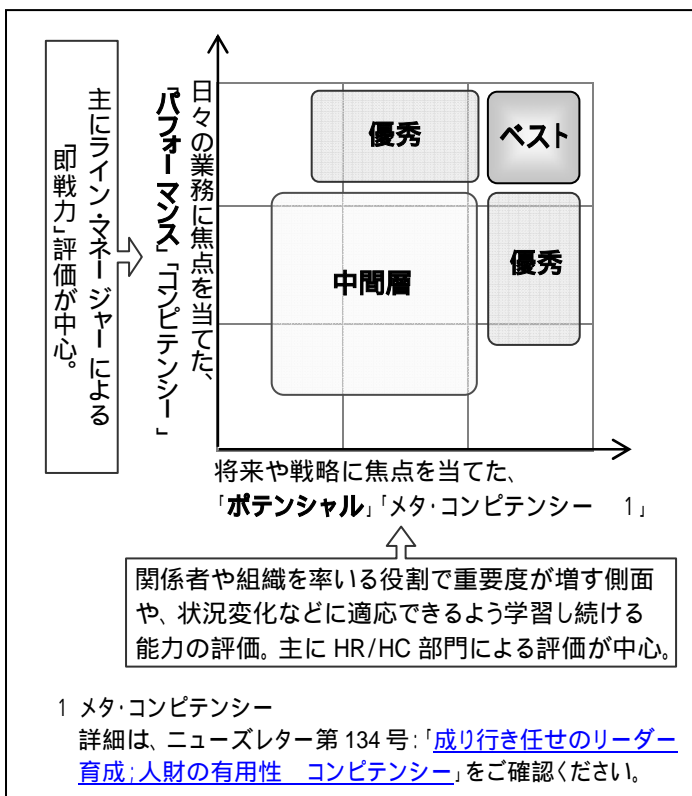 主にライン・マネージャーによる
「即戦力」評価が中心。
日々の業務に焦点を当てた、
「パフォーマンス」「コンピテンシー」
優秀
ベスト
中間層
優秀
将来や戦略に焦点を当てた、
「ポテンシャル」「メタ・コンピテンシー 1」
関係者や組織を率いる役割で重要度が増す側面
や、状況変化などに適応できるよう学習し続ける
能力の評価。主に HR/HC 部門による評価が中心。
1 メタ・コンピテンシー
詳細は、ニューズレター第 134 号:「成り行き任せのリーダー
育成;人財の有用性 コンピテンシー」をご確認ください。